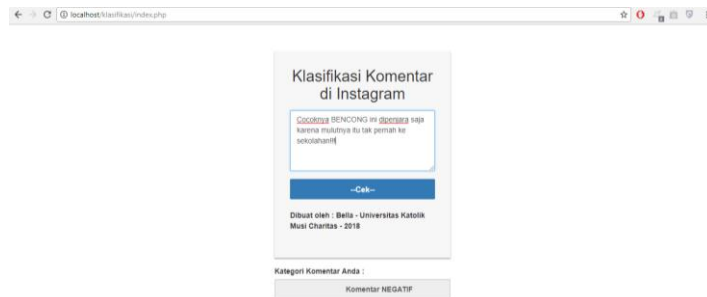 localhost/klasifikasi/index.php
Klasifikasi Komentar
di Instagram
Cocoknya BENCONG ini dipenjara saja
karena mulutnya itu tak pernah ke
sekolahan!!!
--Cek--
Dibuat oleh : Bella - Universitas Katolik
Musi Charitas - 2018
Kategori Komentar Anda :
Komentar NEGATIF